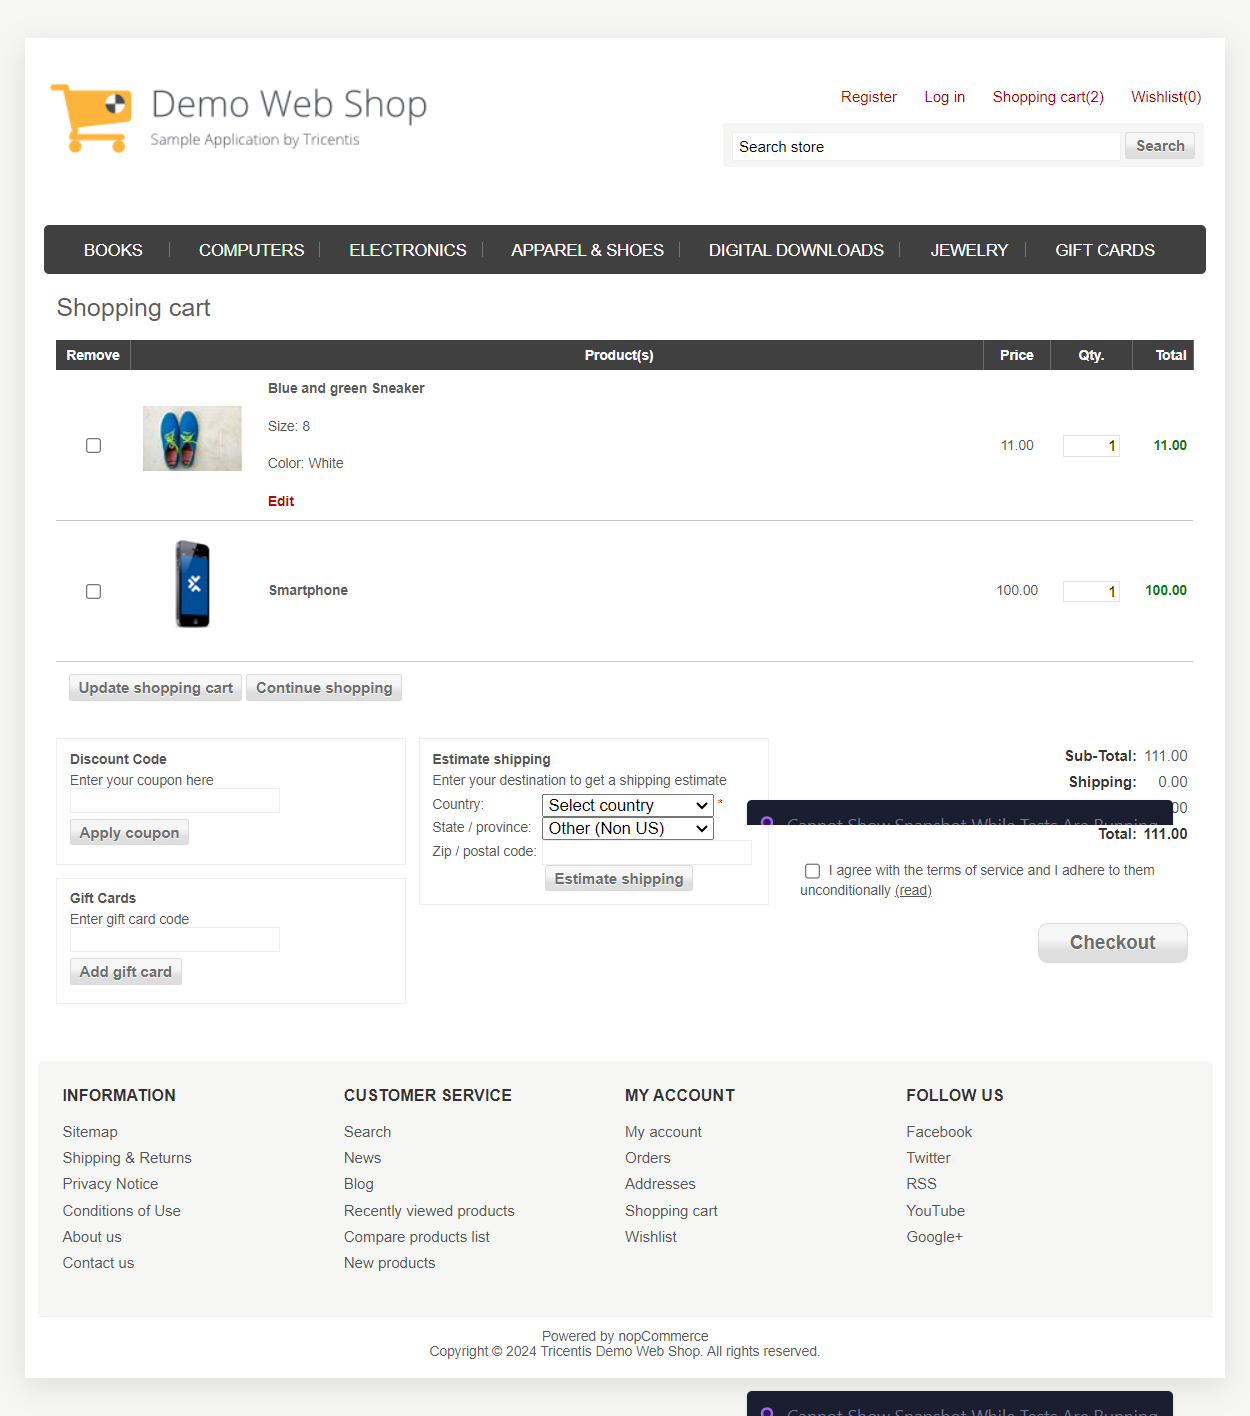 Demo Web Shop
Sample Application by Tricentis
Register Log in Shopping cart(2) Wishlist(0)
Search store Search
BOOKS COMPUTERS ELECTRONICS APPAREL & SHOES DIGITAL DOWNLOADS JEWELRY GIFT CARDS
Shopping cart
Remove Product(s) Price Qty. Total
Blue and green Sneaker
Size: 8
Color: White
Edit
11.00 1 11.00
Smartphone 100.00 1 100.00
Update shopping cart Continue shopping
Discount Code
Enter your coupon here
Apply coupon
Gift Cards
Enter gift card code
Add gift card
Estimate shipping
Enter your destination to get a shipping estimate
Country: Select country *
State / province: Other (Non US)
Zip / postal code:
Estimate shipping
Sub-Total: 111.00
Shipping: 0.00
00
Cannot Show Snapshot While Tests Are Running
Total: 111.00
I agree with the terms of service and I adhere to them
unconditionally (read)
Checkout
INFORMATION
Sitemap
Shipping & Returns
Privacy Notice
Conditions of Use
About us
Contact us
CUSTOMER SERVICE
Search
News
Blog
Recently viewed products
Compare products list
New products
MY ACCOUNT
My account
Orders
Addresses
Shopping cart
Wishlist
FOLLOW US
Facebook
Twitter
RSS
YouTube
Google+
Powered by nopCommerce
Copyright © 2024 Tricentis Demo Web Shop. All rights reserved.
Cannot Show Snapshot While Tests Are Running